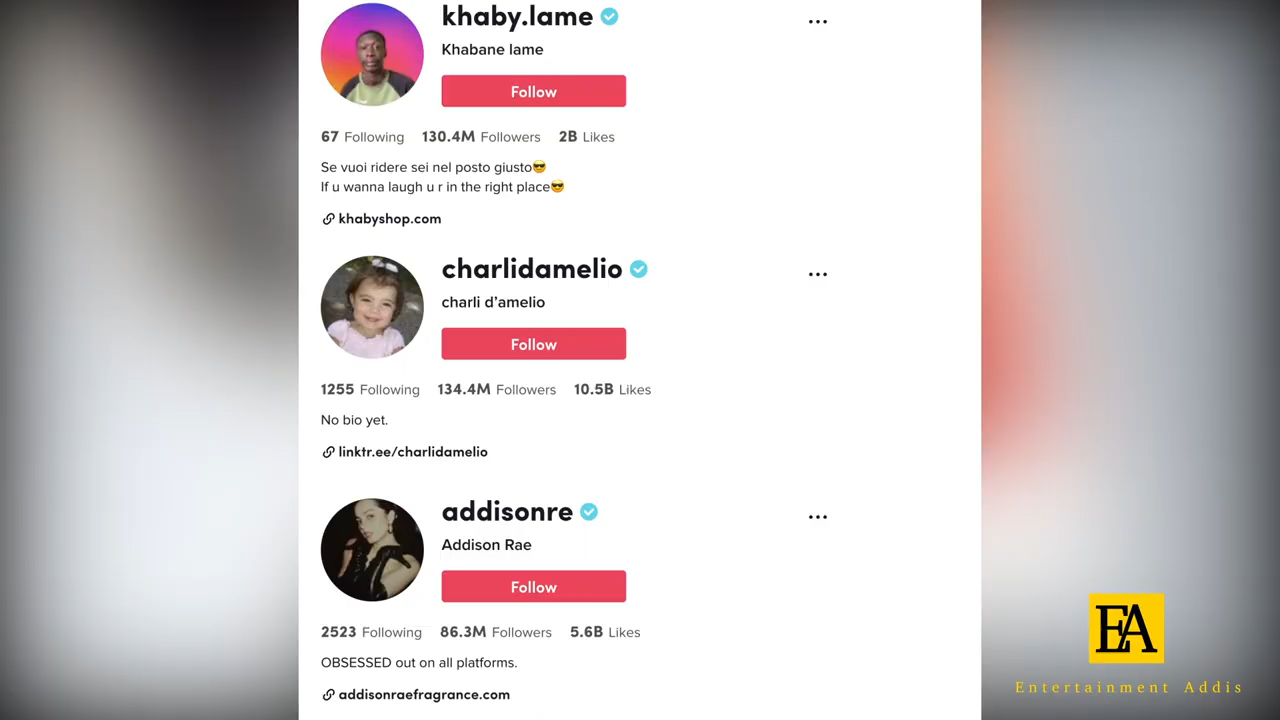 khaby.lame
Khabane lame
Follow
67 Following 130.4M Followers 2B Likes
Se vuoi ridere sei nel posto giusto😎
If u wanna laugh u r in the right place😎
khabyshop.com
charlidamelio
charli d’amelio
Follow
1255 Following 134.4M Followers 10.5B Likes
No bio yet.
linktr.ee/charlidamelio
addisonre
Addison Rae
Follow
2523 Following 86.3M Followers 5.6B Likes
OBSESSED out on all platforms.
addisonraefragrance.com
EA
Entertainment Addis